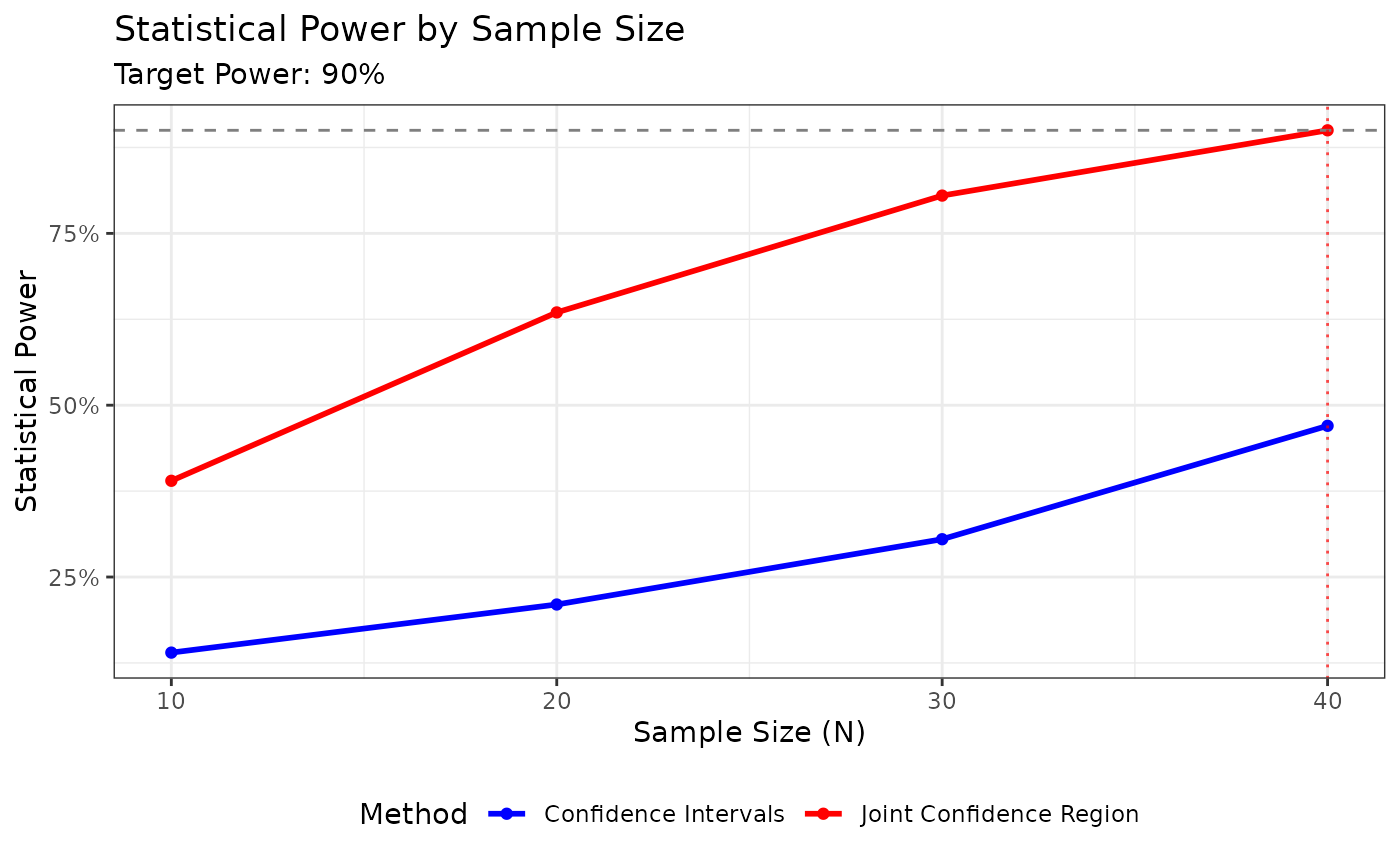 Statistical Power by Sample Size
Target Power: 90%
Statistical Power
75%
50%
25%
10 20 30 40
Sample Size (N)
Method Confidence Intervals Joint Confidence Region